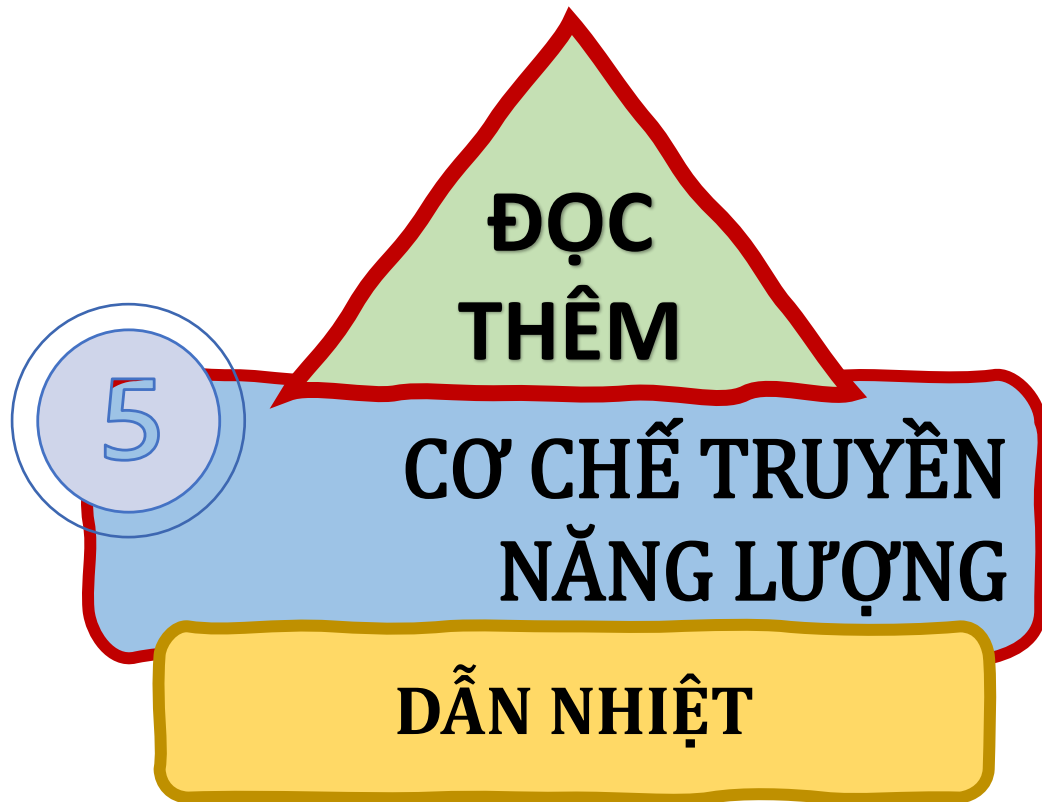 ĐỌC
THÊM
5
CƠ CHẾ TRUYỀN
NĂNG LƯỢNG
DẪN NHIỆT